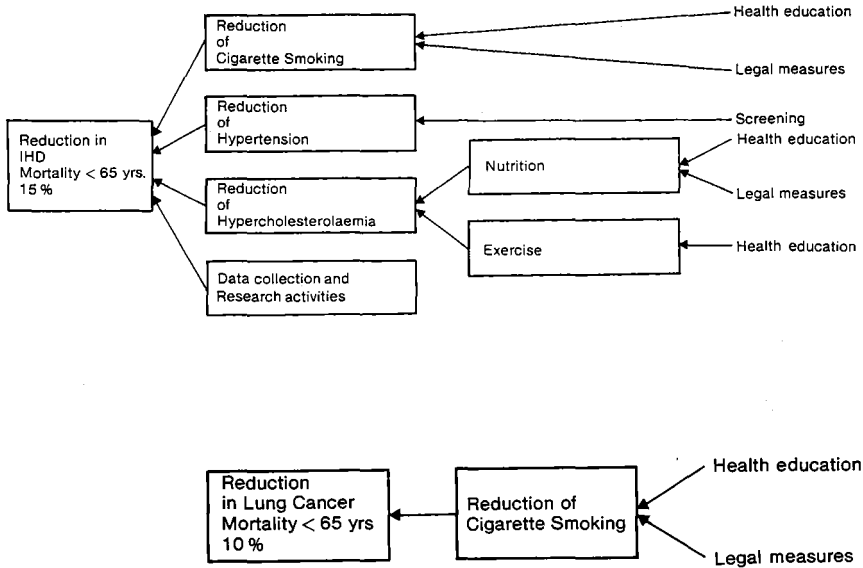 Reduction
of
Cigarette Smoking
Health education
Legal measures
Reduction in
IHD
Mortality < 65 yrs.
15 %
Reduction
of
Hypertension
Screening
Reduction
of
Hypercholesterolaemia
Nutrition
Health education
Legal measures
Exercise
Health education
Data collection and
Research activities
Reduction
in Lung Cancer
Mortality < 65 yrs
10 %
Reduction of
Cigarette Smoking
Health education
Legal measures